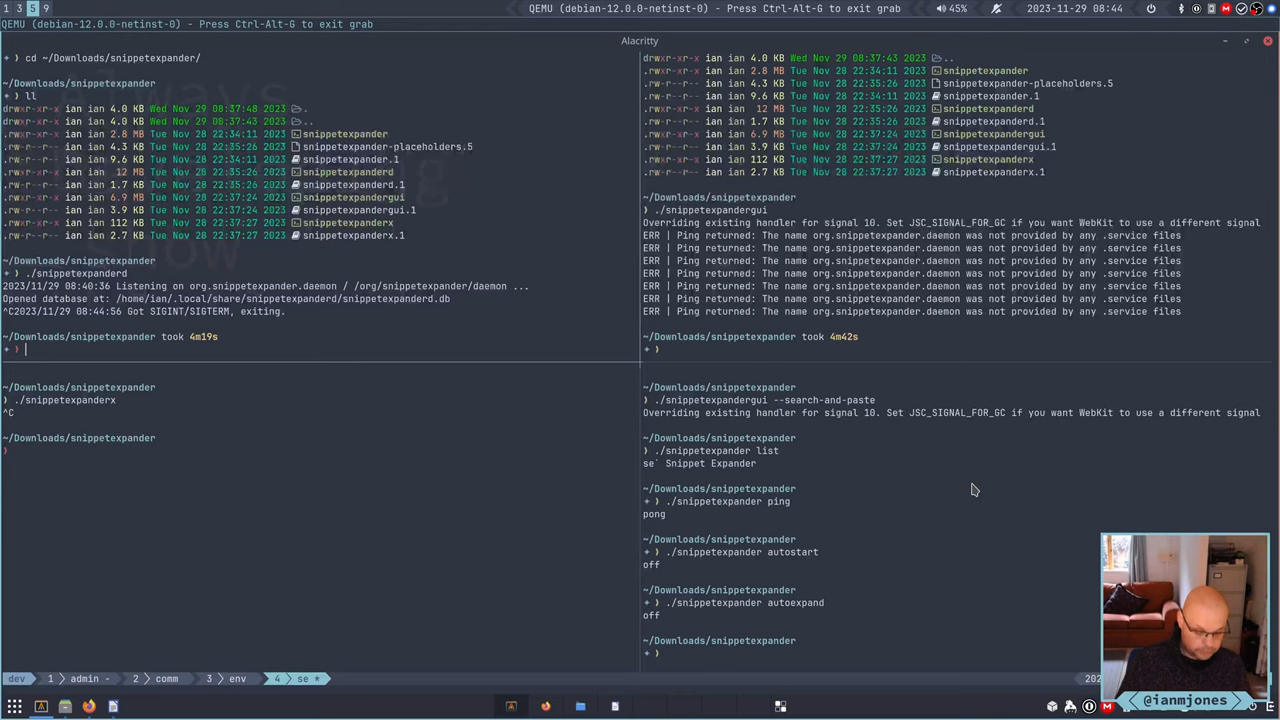 1 2 5 9
QEMU (debian-12.0.0-netinst-0) - Press Ctrl-Alt-G to exit grab
45%
2023-11-29 08:44
QEMU (debian-12.0.0-netinst-0) - Press Ctrl-Alt-G to exit grab
Alacritty
✦ ❯ cd ~/Downloads/snippetexpander/
~/Downloads/snippetexpander
✦ ❯ ll
drwxr-xr-x ian ian 4.0 KB Wed Nov 29 08:37:48 2023 .
drwxr-xr-x ian ian 4.0 KB Wed Nov 29 08:37:43 2023 ..
.rwxr-xr-x ian ian 2.8 MB Tue Nov 28 22:34:11 2023 snippetexpander
.rw-r--r-- ian ian 4.3 KB Tue Nov 28 22:35:26 2023 snippetexpander-placeholders.5
.rw-r--r-- ian ian 9.6 KB Tue Nov 28 22:34:11 2023 snippetexpander.1
.rwxr-xr-x ian ian 12 MB Tue Nov 28 22:35:26 2023 snippetexpanderd
.rw-r--r-- ian ian 1.7 KB Tue Nov 28 22:35:26 2023 snippetexpanderd.1
.rwxr-xr-x ian ian 6.9 MB Tue Nov 28 22:37:24 2023 snippetexpandergui
.rw-r--r-- ian ian 3.9 KB Tue Nov 28 22:37:24 2023 snippetexpandergui.1
.rwxr-xr-x ian ian 112 KB Tue Nov 28 22:37:27 2023 snippetexpanderx
.rw-r--r-- ian ian 2.7 KB Tue Nov 28 22:37:27 2023 snippetexpanderx.1
~/Downloads/snippetexpander
✦ ❯ ./snippetexpanderd
2023/11/29 08:40:36 Listening on org.snippetexpander.daemon / /org/snippetexpander/daemon ...
Opened database at: /home/ian/.local/share/snippetexpanderd/snippetexpanderd.db
^C2023/11/29 08:44:56 Got SIGINT/SIGTERM, exiting.
~/Downloads/snippetexpander took 4m19s
✦ ❯
drwxr-xr-x ian ian 4.0 KB Wed Nov 29 08:37:43 2023 ..
.rwxr-xr-x ian ian 2.8 MB Tue Nov 28 22:34:11 2023 snippetexpander
.rw-r--r-- ian ian 4.3 KB Tue Nov 28 22:35:26 2023 snippetexpander-placeholders.5
.rw-r--r-- ian ian 9.6 KB Tue Nov 28 22:34:11 2023 snippetexpander.1
.rwxr-xr-x ian ian 12 MB Tue Nov 28 22:35:26 2023 snippetexpanderd
.rw-r--r-- ian ian 1.7 KB Tue Nov 28 22:35:26 2023 snippetexpanderd.1
.rwxr-xr-x ian ian 6.9 MB Tue Nov 28 22:37:24 2023 snippetexpandergui
.rw-r--r-- ian ian 3.9 KB Tue Nov 28 22:37:24 2023 snippetexpandergui.1
.rwxr-xr-x ian ian 112 KB Tue Nov 28 22:37:27 2023 snippetexpanderx
.rw-r--r-- ian ian 2.7 KB Tue Nov 28 22:37:27 2023 snippetexpanderx.1
~/Downloads/snippetexpander
❯ ./snippetexpandergui
Overriding existing handler for signal 10. Set JSC_SIGNAL_FOR_GC if you want WebKit to use a different signal
ERR | Ping returned: The name org.snippetexpander.daemon was not provided by any .service files
ERR | Ping returned: The name org.snippetexpander.daemon was not provided by any .service files
ERR | Ping returned: The name org.snippetexpander.daemon was not provided by any .service files
ERR | Ping returned: The name org.snippetexpander.daemon was not provided by any .service files
ERR | Ping returned: The name org.snippetexpander.daemon was not provided by any .service files
ERR | Ping returned: The name org.snippetexpander.daemon was not provided by any .service files
ERR | Ping returned: The name org.snippetexpander.daemon was not provided by any .service files
~/Downloads/snippetexpander took 4m42s
✦ ❯
~/Downloads/snippetexpander
❯ ./snippetexpanderx
^C
~/Downloads/snippetexpander
❯
~/Downloads/snippetexpander
❯ ./snippetexpandergui --search-and-paste
Overriding existing handler for signal 10. Set JSC_SIGNAL_FOR_GC if you want WebKit to use a different signal
~/Downloads/snippetexpander
❯ ./snippetexpander list
se` Snippet Expander
~/Downloads/snippetexpander
✦ ❯ ./snippetexpander ping
pong
~/Downloads/snippetexpander
✦ ❯ ./snippetexpander autostart
off
~/Downloads/snippetexpander
✦ ❯ ./snippetexpander autoexpand
off
~/Downloads/snippetexpander
✦ ❯
dev 1 admin - 2 comm 3 env 4 se *
202
@ianmjones